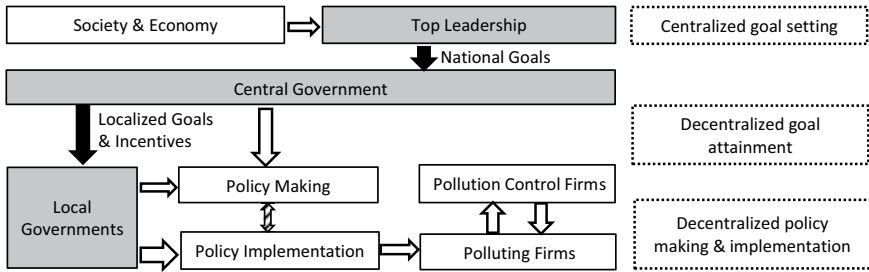 Society & Economy
Top Leadership
Centralized goal setting
National Goals
Central Government
Localized Goals
& Incentives
Decentralized goal
attainment
Local
Governments
Policy Making
Pollution Control Firms
Policy Implementation
Polluting Firms
Decentralized policy
making & implementation